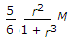 5/6 r²/(1 + r³) M